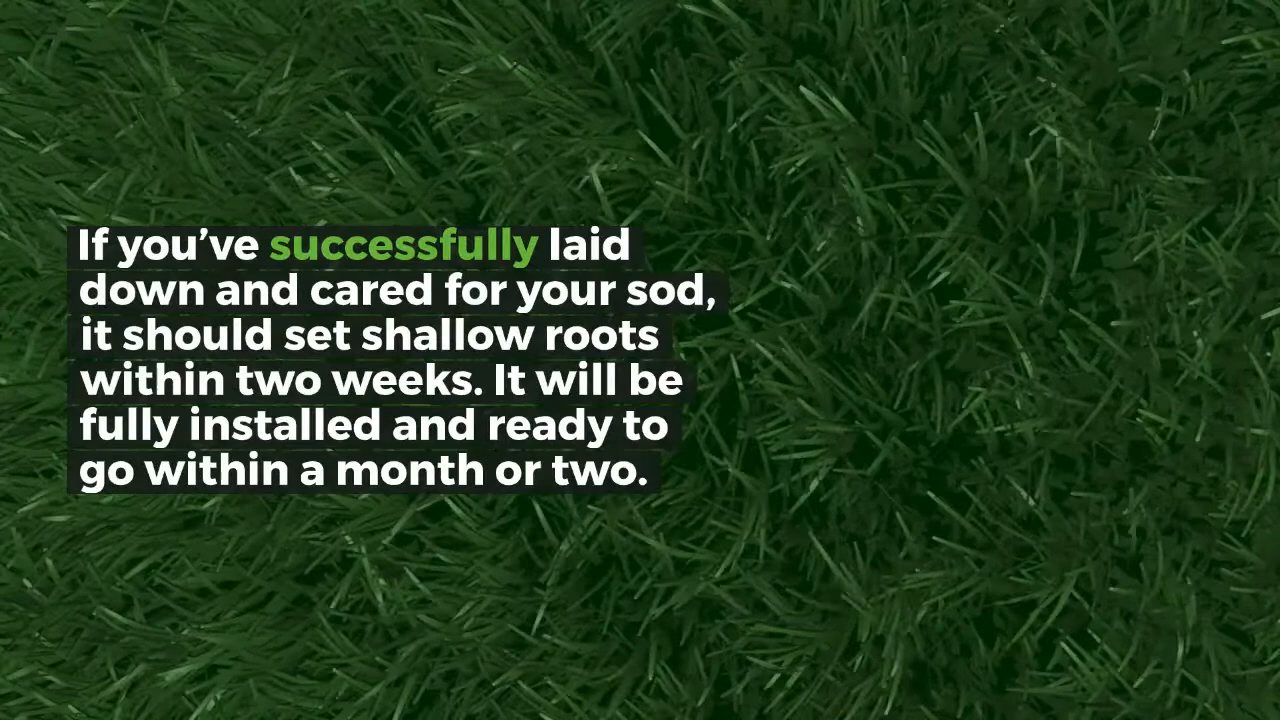 If you’ve successfully laid
down and cared for your sod,
it should set shallow roots
within two weeks. It will be
fully installed and ready to
go within a month or two.